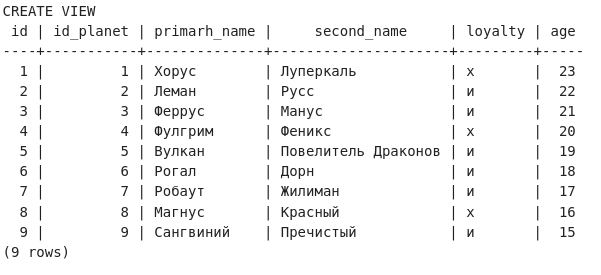 CREATE VIEW
 id | id_planet | primarh_name |     second_name     | loyalty | age
----+-----------+--------------+---------------------+---------+-----
  1 |         1 | Хорус        | Луперкаль           | х       |  23
  2 |         2 | Леман        | Русс                | и       |  22
  3 |         3 | Феррус       | Манус               | и       |  21
  4 |         4 | Фулгрим      | Феникс              | х       |  20
  5 |         5 | Вулкан       | Повелитель Драконов | и       |  19
  6 |         6 | Рогал        | Дорн                | и       |  18
  7 |         7 | Робаут       | Жилиман             | и       |  17
  8 |         8 | Магнус       | Красный             | х       |  16
  9 |         9 | Сангвиний    | Пречистый           | и       |  15
(9 rows)